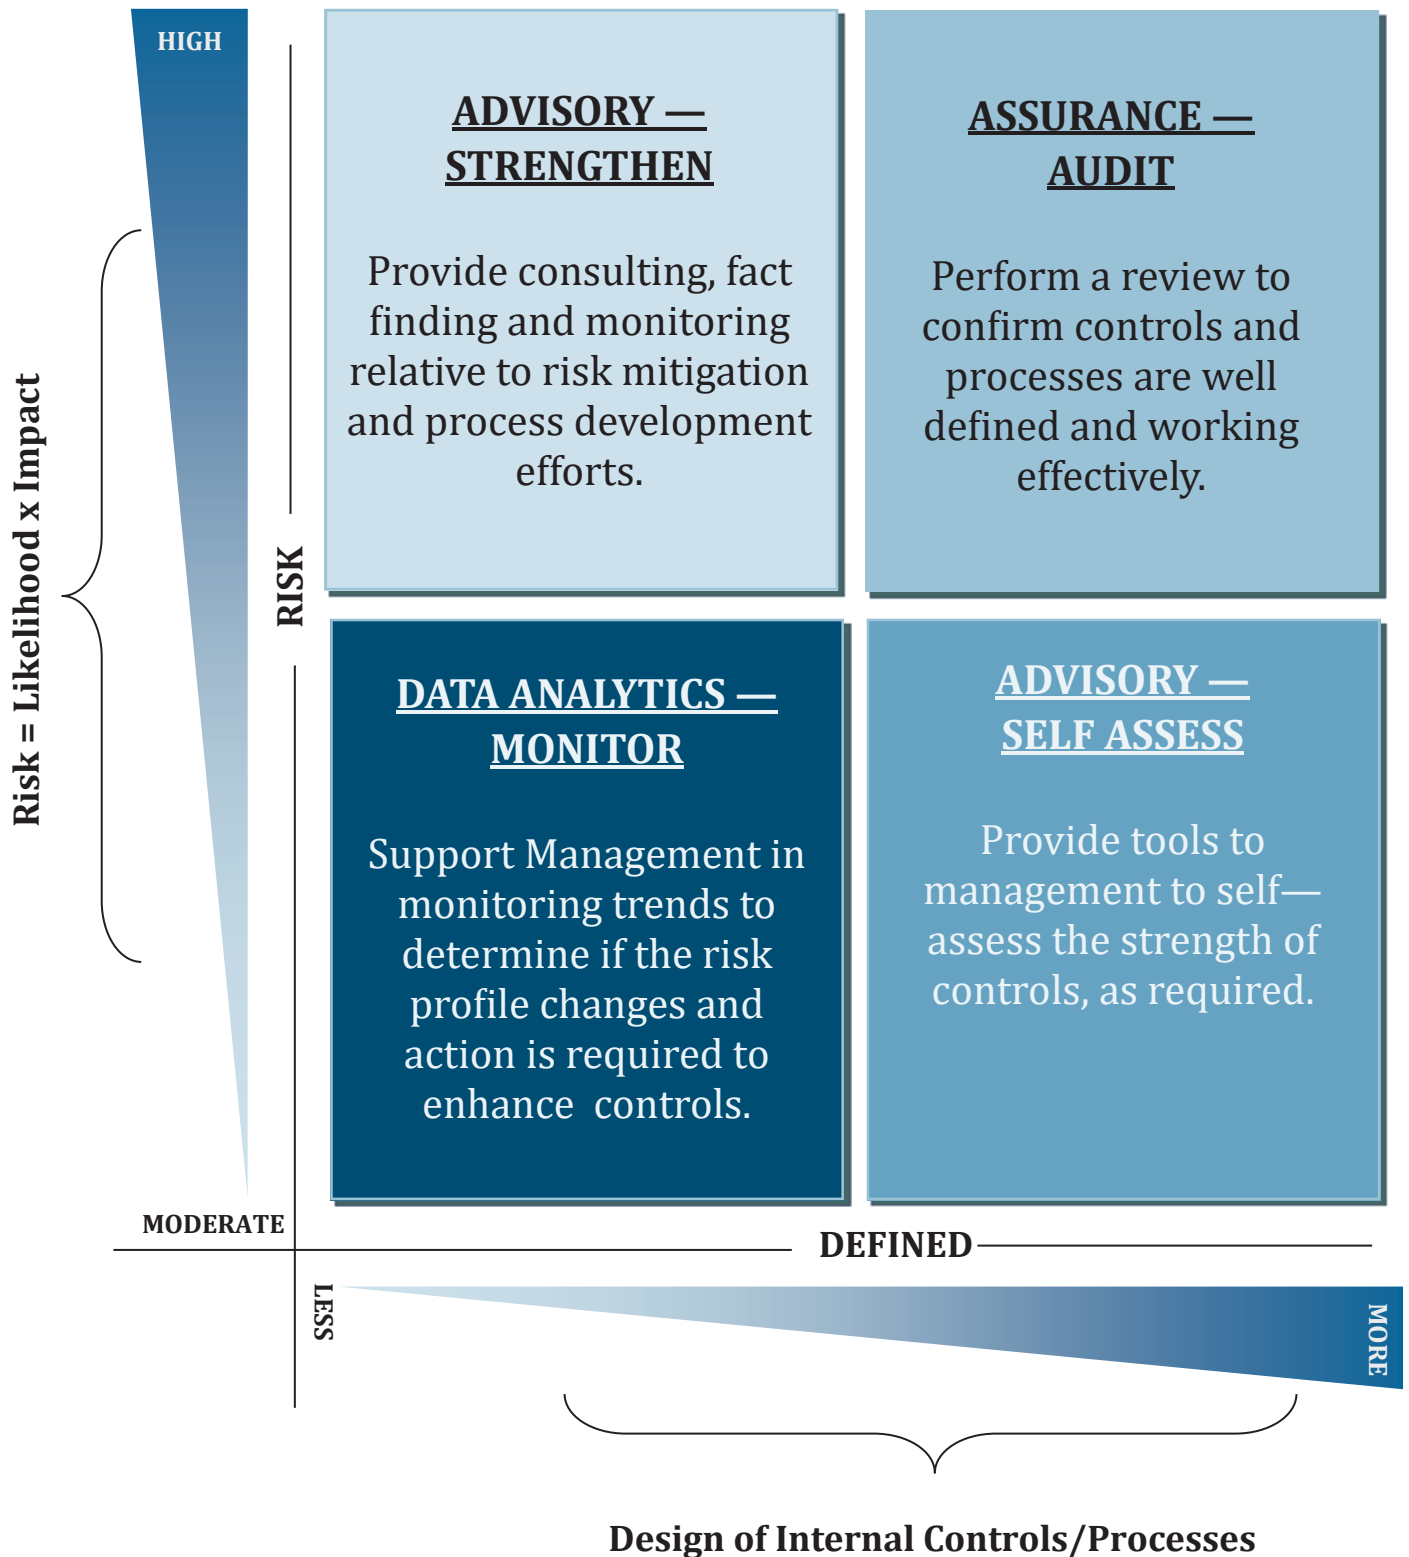 HIGH
Risk = Likelihood x Impact
RISK
ADVISORY —
STRENGTHEN
Provide consulting, fact
finding and monitoring
relative to risk mitigation
and process development
efforts.
ASSURANCE —
AUDIT
Perform a review to
confirm controls and
processes are well
defined and working
effectively.
DATA ANALYTICS —
MONITOR
Support Management in
monitoring trends to
determine if the risk
profile changes and
action is required to
enhance  controls.
ADVISORY —
SELF ASSESS
Provide tools to
management to self—
assess the strength of
controls, as required.
MODERATE
DEFINED
LESS
MORE
Design of Internal Controls/Processes